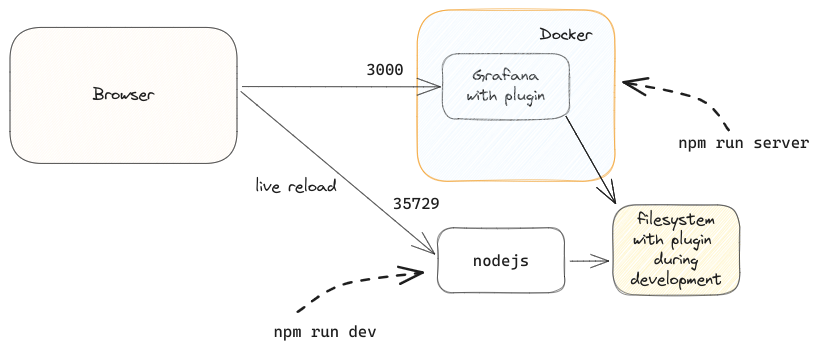 Docker
3000
Grafana
with plugin
Browser
npm run server
live reload
35729
filesystem
with plugin
during
development
nodejs
npm run dev